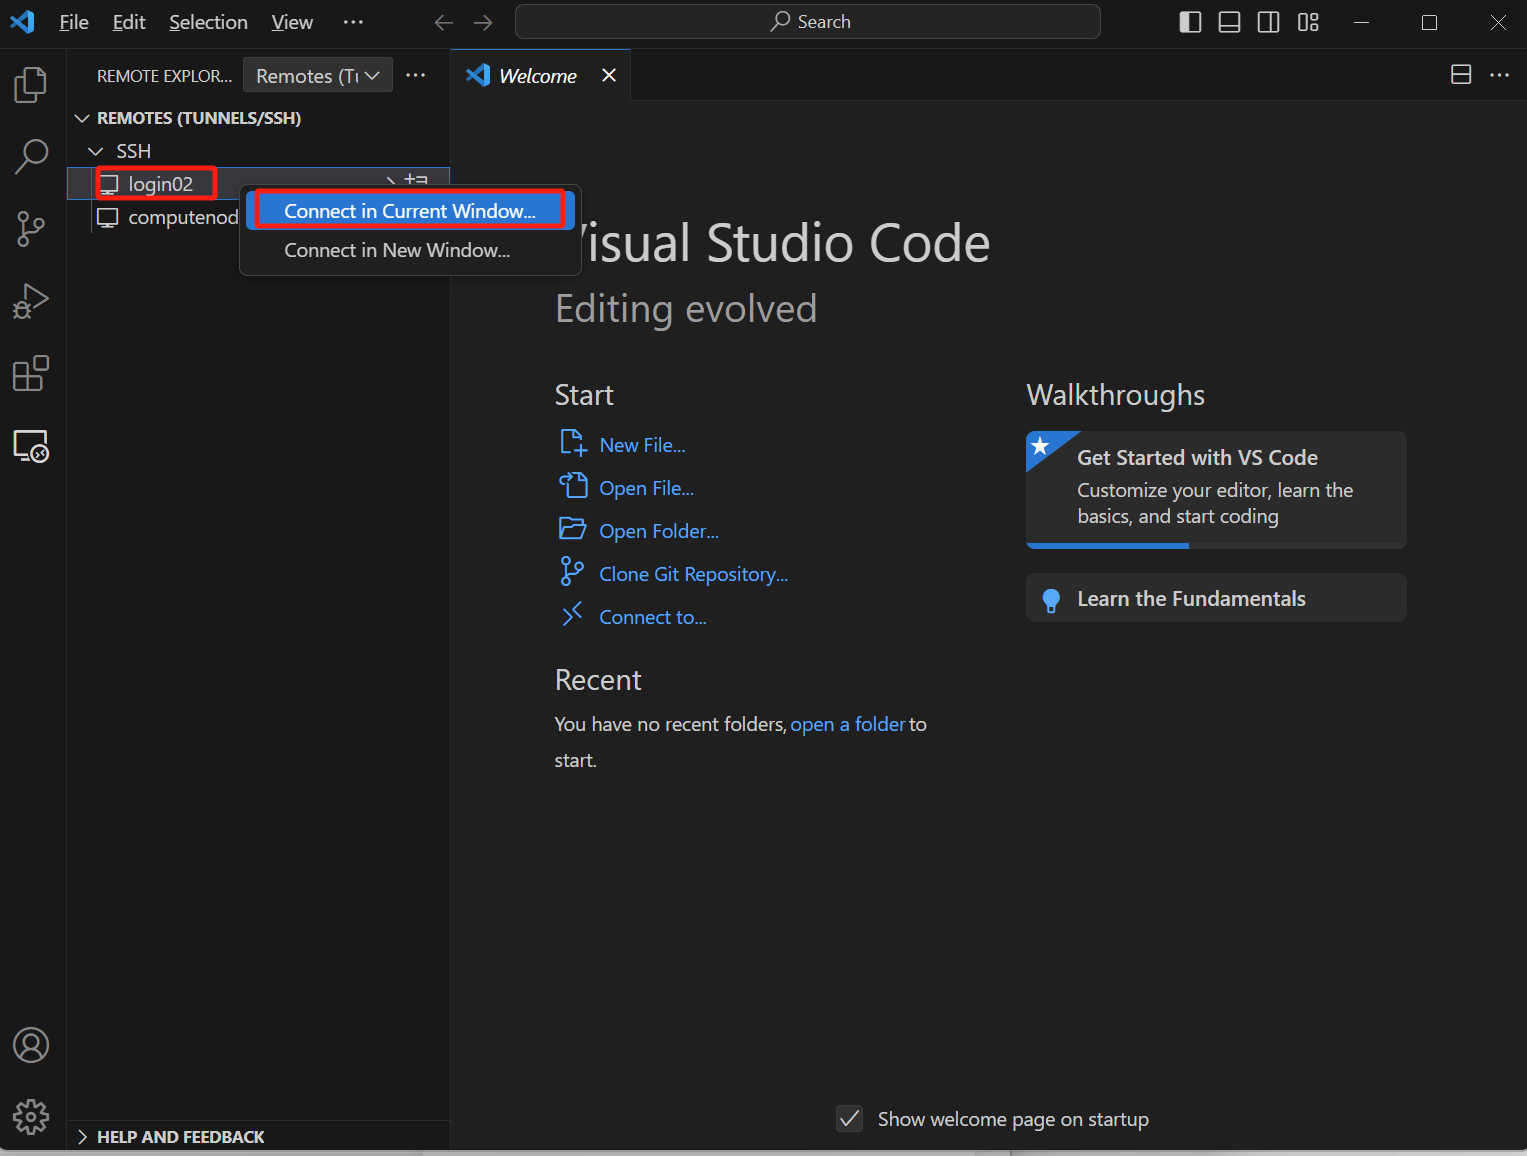 File Edit Selection View ···
Search
REMOTE EXPLOR... Remotes (Tu ···
Welcome
REMOTES (TUNNELS/SSH)
SSH
login02
computenod
Connect in Current Window...
Connect in New Window...
isual Studio Code
Editing evolved
Start
New File...
Open File...
Open Folder...
Clone Git Repository...
Connect to...
Recent
You have no recent folders, open a folder to
start.
Walkthroughs
Get Started with VS Code
Customize your editor, learn the
basics, and start coding
Learn the Fundamentals
Show welcome page on startup
HELP AND FEEDBACK